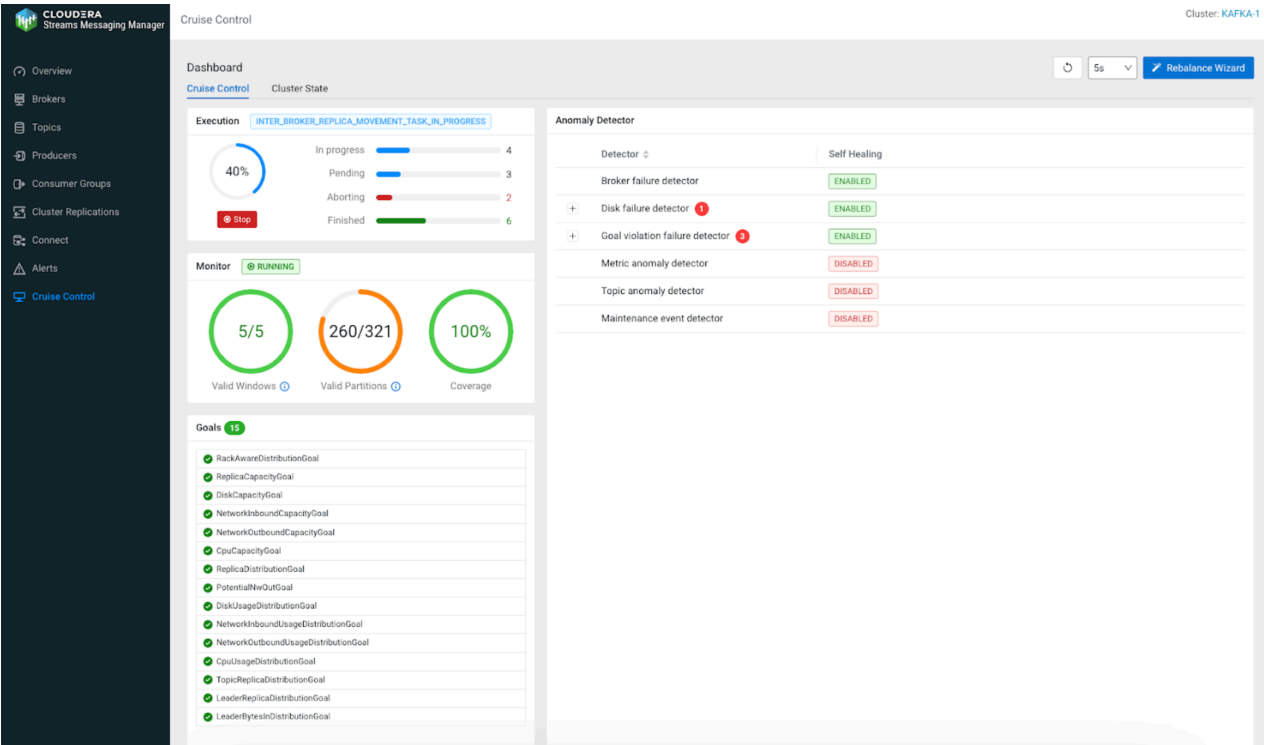 CLOUDERA
Streams Messaging Manager
Cruise Control
Cluster: KAFKA-1
Overview
Brokers
Topics
Producers
Consumer Groups
Cluster Replications
Connect
Alerts
Cruise Control
Dashboard
5s
Rebalance Wizard
Cruise Control
Cluster State
Execution INTER_BROKER_REPLICA_MOVEMENT_TASK_IN_PROGRESS
40%
Stop
In progress 4
Pending 3
Aborting 2
Finished 6
Monitor RUNNING
5/5
260/321
100%
Valid Windows
Valid Partitions
Coverage
Goals 15
RackAwareDistributionGoal
ReplicaCapacityGoal
DiskCapacityGoal
NetworkInboundCapacityGoal
NetworkOutboundCapacityGoal
CpuCapacityGoal
ReplicaDistributionGoal
PotentialNwOutGoal
DiskUsageDistributionGoal
NetworkInboundUsageDistributionGoal
NetworkOutboundUsageDistributionGoal
CpuUsageDistributionGoal
TopicReplicaDistributionGoal
LeaderReplicaDistributionGoal
LeaderBytesInDistributionGoal
Anomaly Detector
Detector Self Healing
Broker failure detector ENABLED
Disk failure detector 1 ENABLED
Goal violation failure detector 3 ENABLED
Metric anomaly detector DISABLED
Topic anomaly detector DISABLED
Maintenance event detector DISABLED